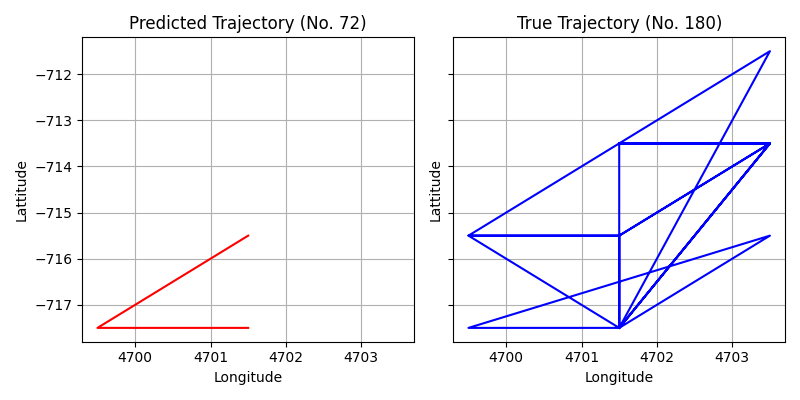 Predicted Trajectory (No. 72)
True Trajectory (No. 180)
−712
−713
−714
−715
−716
−717
Lattitude
Lattitude
4700 4701 4702 4703
4700 4701 4702 4703
Longitude
Longitude